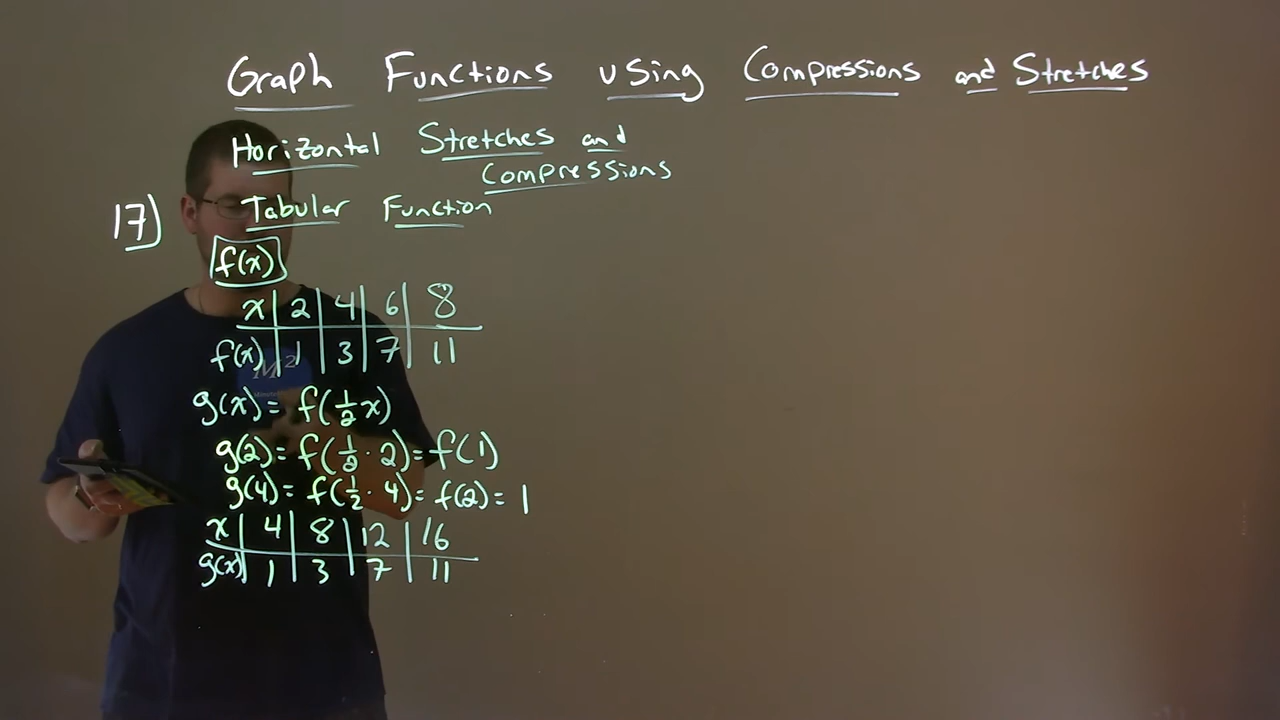 Graph Functions using Compressions and Stretches
Horizontal Stretches and
Compressions
17) Tabular Function
f(x)
x | 2 | 4 | 6 | 8
f(x) | 1 | 3 | 7 | 11
M²
g(x) = f(½x)
g(2) = f(½ · 2) = f(1)
g(4) = f(½ · 4) = f(2) = 1
x | 4 | 8 | 12 | 16
g(x) | 1 | 3 | 7 | 11